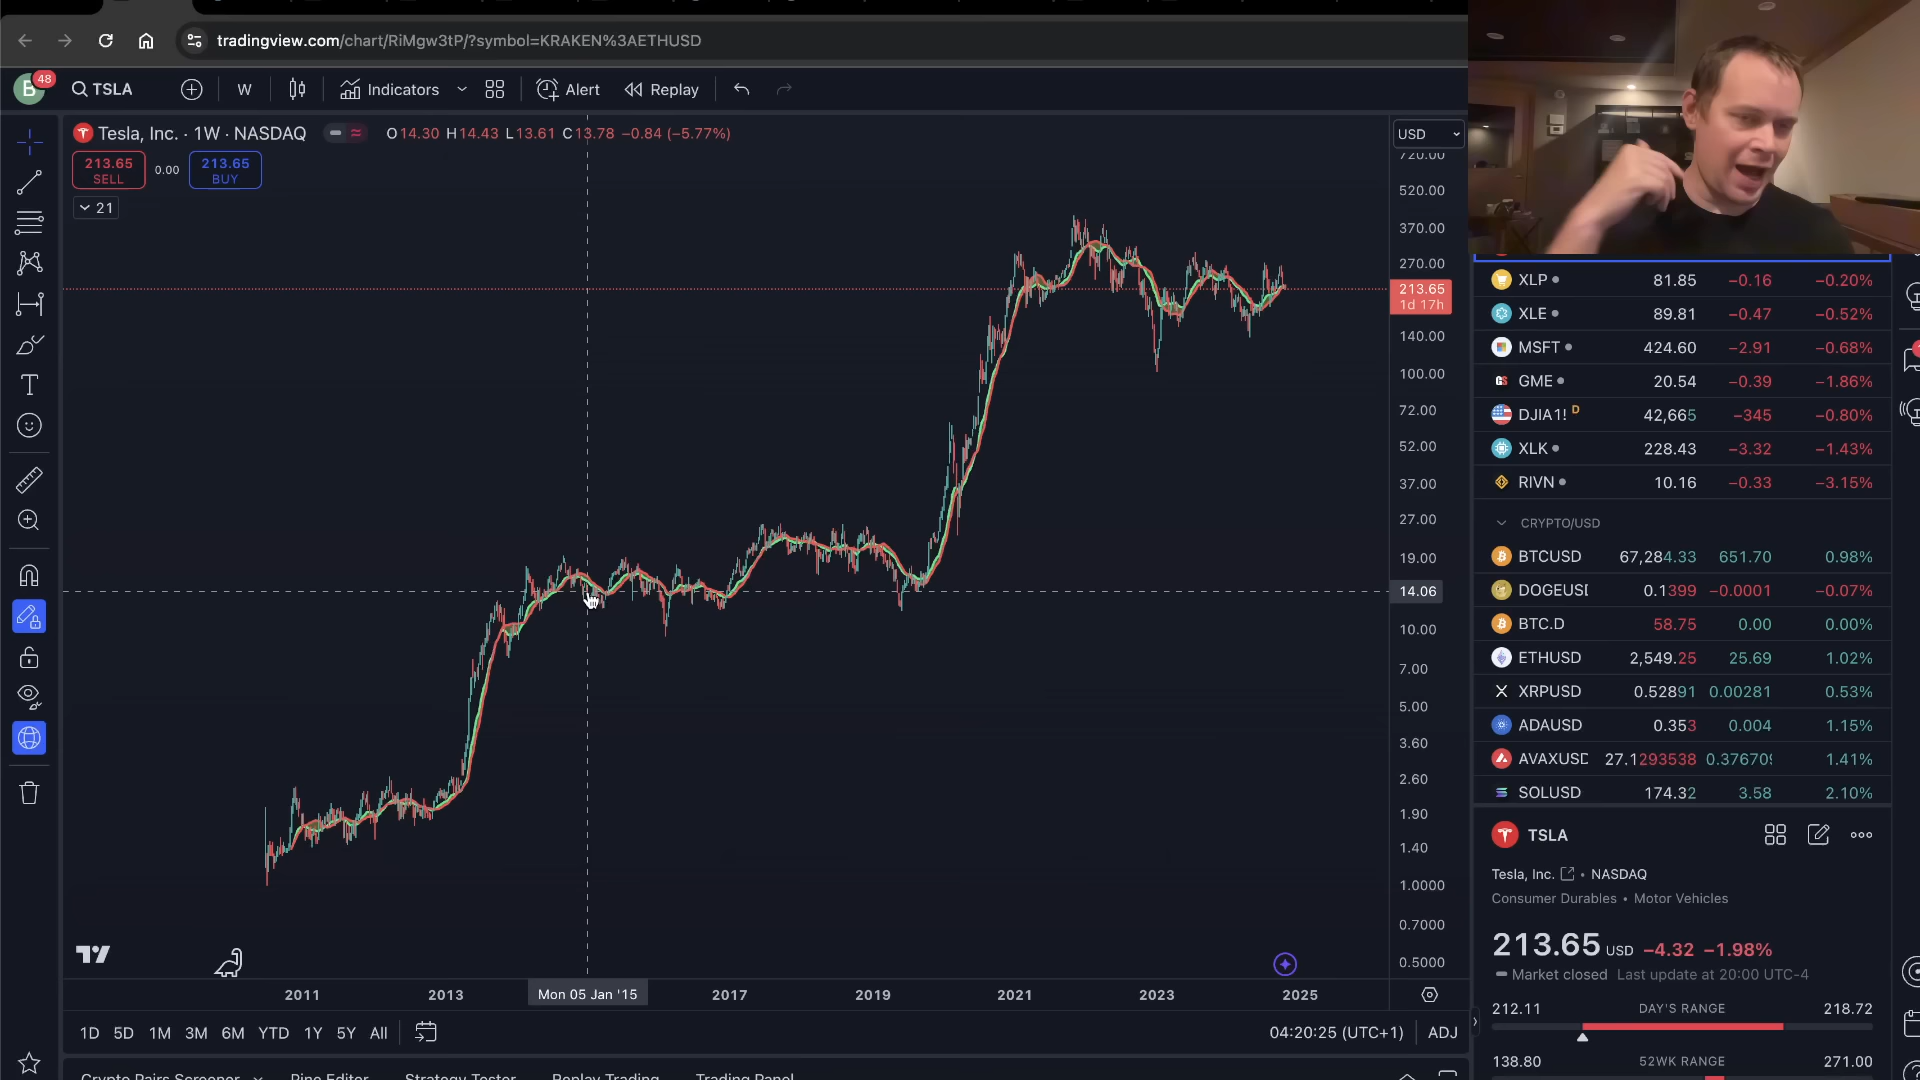 tradingview.com/chart/RiMgw3tP/?symbol=KRAKEN%3AETHUSD
B 48 TSLA W Indicators Alert Replay
Tesla, Inc. · 1W · NASDAQ O14.30 H14.43 L13.61 C13.78 −0.84 (−5.77%)
213.65 SELL 0.00 213.65 BUY
21
USD
720.00
520.00
370.00
270.00
213.65
1d 17h
140.00
100.00
72.00
52.00
37.00
27.00
19.00
14.06
10.00
7.00
5.00
3.60
2.60
1.90
1.40
1.0000
0.7000
0.5000
2011 2013 Mon 05 Jan '15 2017 2019 2021 2023 2025
1D 5D 1M 3M 6M YTD 1Y 5Y All 04:20:25 (UTC+1) ADJ
Crypto Pairs Screener Pine Editor Strategy Tester Replay Trading Trading Panel
XLP 81.85 −0.16 −0.20%
XLE 89.81 −0.47 −0.52%
MSFT 424.60 −2.91 −0.68%
GME 20.54 −0.39 −1.86%
DJIA1! D 42,665 −345 −0.80%
XLK 228.43 −3.32 −1.43%
RIVN 10.16 −0.33 −3.15%
CRYPTO/USD
BTCUSD 67,284.33 651.70 0.98%
DOGEUSD 0.1399 −0.0001 −0.07%
BTC.D 58.75 0.00 0.00%
ETHUSD 2,549.25 25.69 1.02%
XRPUSD 0.52891 0.00281 0.53%
ADAUSD 0.353 0.004 1.15%
AVAXUSD 27.1293538 0.376709 1.41%
SOLUSD 174.32 3.58 2.10%
TSLA
Tesla, Inc. • NASDAQ
Consumer Durables • Motor Vehicles
213.65 USD −4.32 −1.98%
Market closed Last update at 20:00 UTC-4
212.11 DAY'S RANGE 218.72
138.80 52WK RANGE 271.00